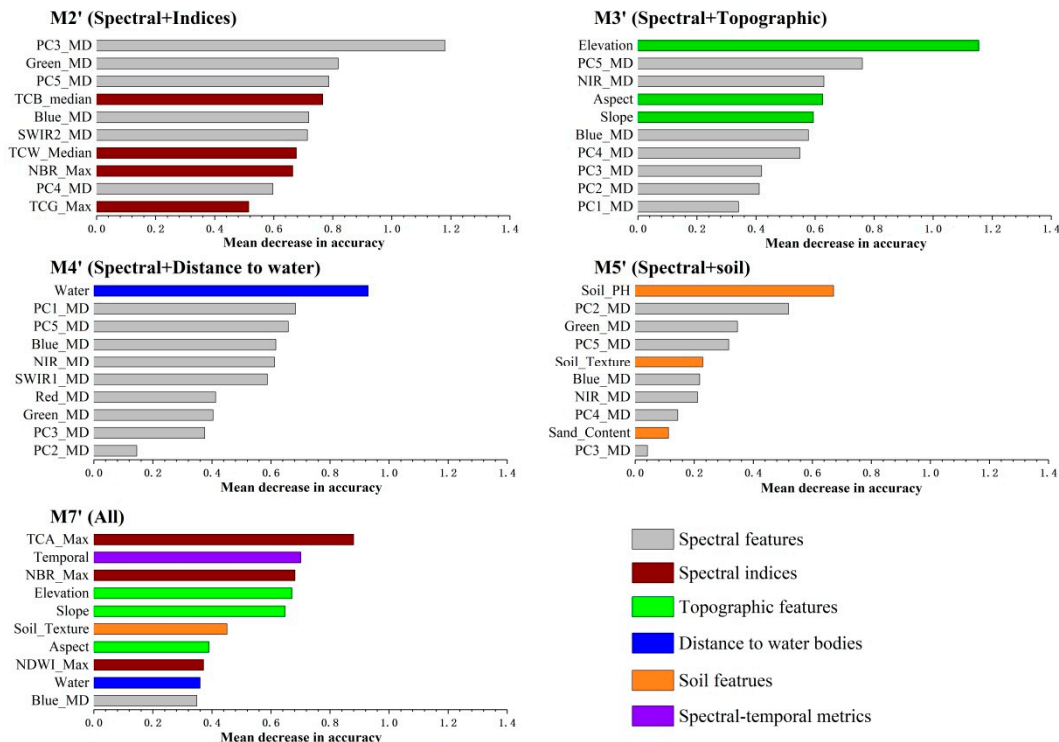 M2' (Spectral+Indices)
PC3_MD
Green_MD
PC5_MD
TCB_median
Blue_MD
SWIR2_MD
TCW_Median
NBR_Max
PC4_MD
TCG_Max
0.0 0.2 0.4 0.6 0.8 1.0 1.2 1.4
Mean decrease in accuracy
M3' (Spectral+Topographic)
Elevation
PC5_MD
NIR_MD
Aspect
Slope
Blue_MD
PC4_MD
PC3_MD
PC2_MD
PC1_MD
0.0 0.2 0.4 0.6 0.8 1.0 1.2 1.4
Mean decrease in accuracy
M4' (Spectral+Distance to water)
Water
PC1_MD
PC5_MD
Blue_MD
NIR_MD
SWIR1_MD
Red_MD
Green_MD
PC3_MD
PC2_MD
0.0 0.2 0.4 0.6 0.8 1.0 1.2 1.4
Mean decrease in accuracy
M5' (Spectral+soil)
Soil_PH
PC2_MD
Green_MD
PC5_MD
Soil_Texture
Blue_MD
NIR_MD
PC4_MD
Sand_Content
PC3_MD
0.0 0.2 0.4 0.6 0.8 1.0 1.2 1.4
Mean decrease in accuracy
M7' (All)
TCA_Max
Temporal
NBR_Max
Elevation
Slope
Soil_Texture
Aspect
NDWI_Max
Water
Blue_MD
0.0 0.2 0.4 0.6 0.8 1.0 1.2 1.4
Mean decrease in accuracy
Spectral features
Spectral indices
Topographic features
Distance to water bodies
Soil featrues
Spectral-temporal metrics